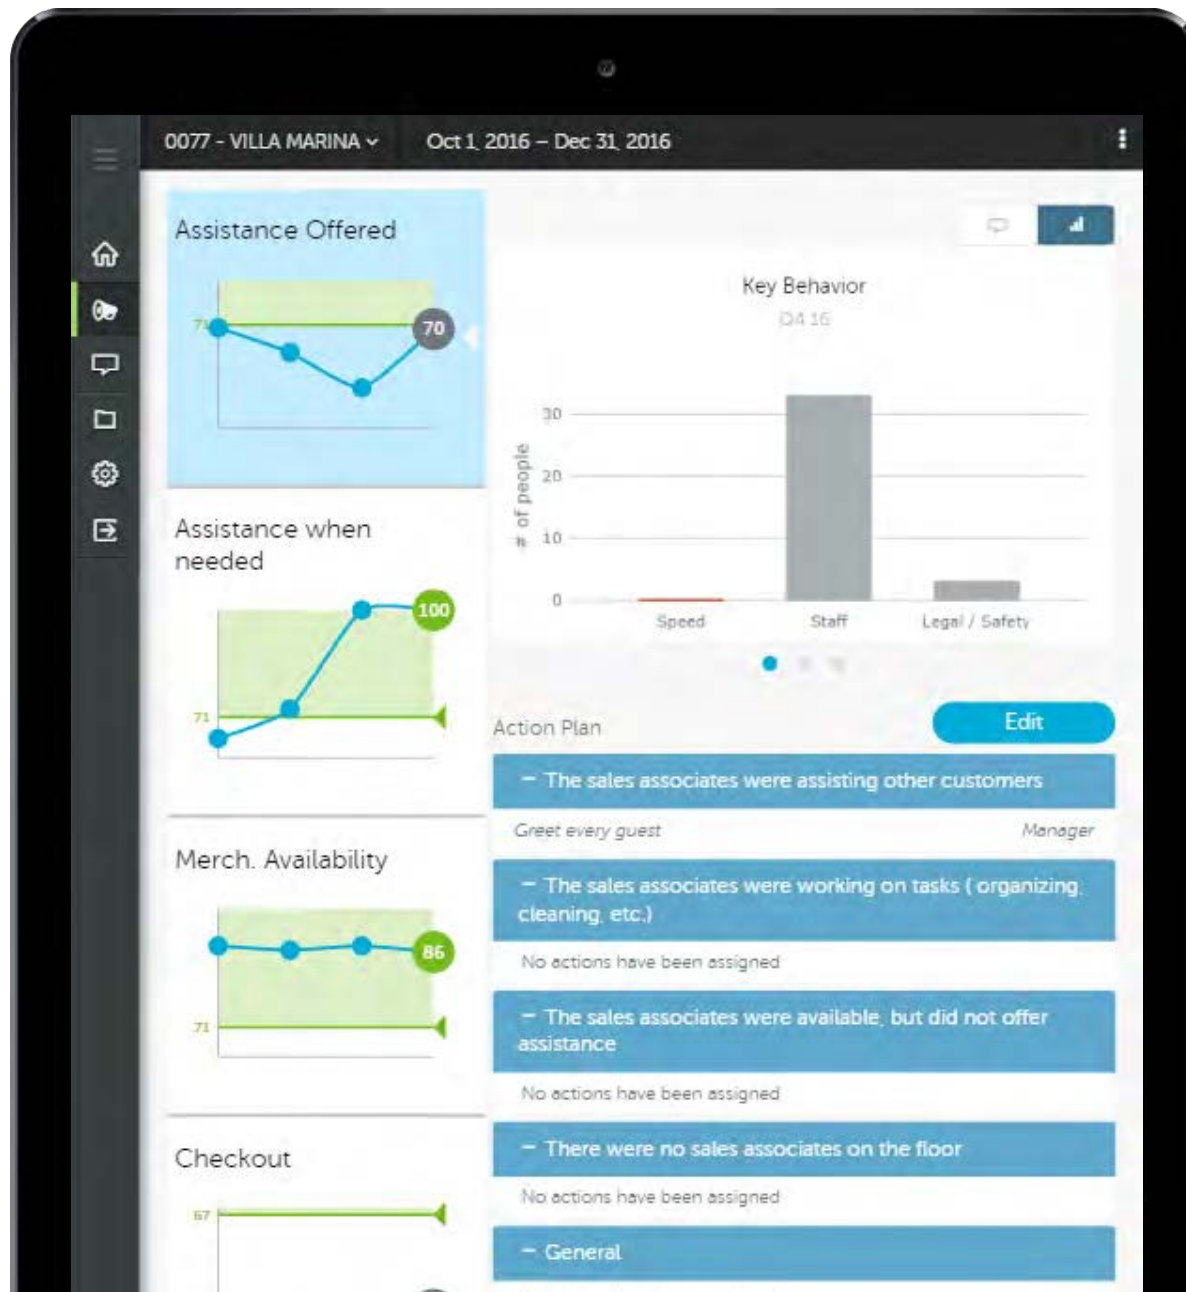 0077 - VILLA MARINA
Oct 1, 2016 – Dec 31, 2016
Assistance Offered
71
70
Assistance when
needed
100
71
Merch. Availability
86
71
Checkout
67
Key Behavior
Q4 16
# of people
30
20
10
0
Speed
Staff
Legal / Safety
Action Plan
Edit
– The sales associates were assisting other customers
Greet every guest
Manager
– The sales associates were working on tasks ( organizing,
cleaning, etc.)
No actions have been assigned
– The sales associates were available, but did not offer
assistance
No actions have been assigned
– There were no sales associates on the floor
No actions have been assigned
– General